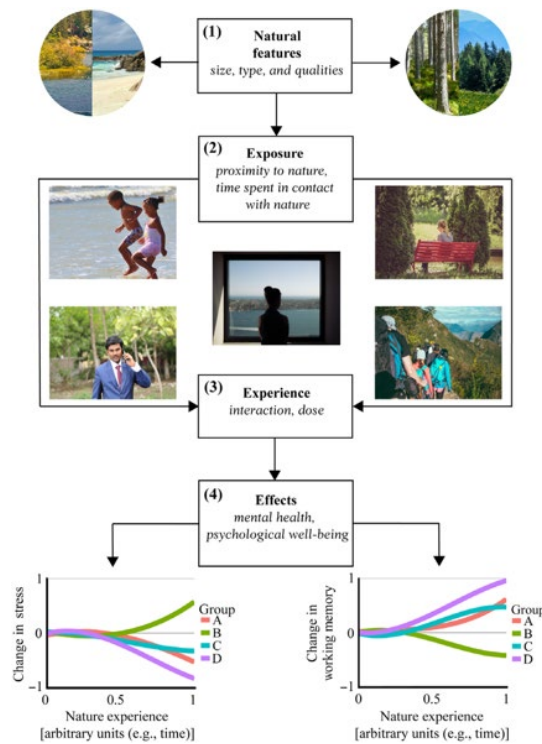 (1)
Natural
features
size, type, and qualities
(2)
Exposure
proximity to nature,
time spent in contact
with nature
(3)
Experience
interaction, dose
(4)
Effects
mental health,
psychological well-being
Change in stress
1
0
−1
0
0.5
1
Nature experience
[arbitrary units (e.g., time)]
Group
A
B
C
D
Change in
working memory
1
0
−1
0
0.5
1
Nature experience
[arbitrary units (e.g., time)]
Group
A
B
C
D